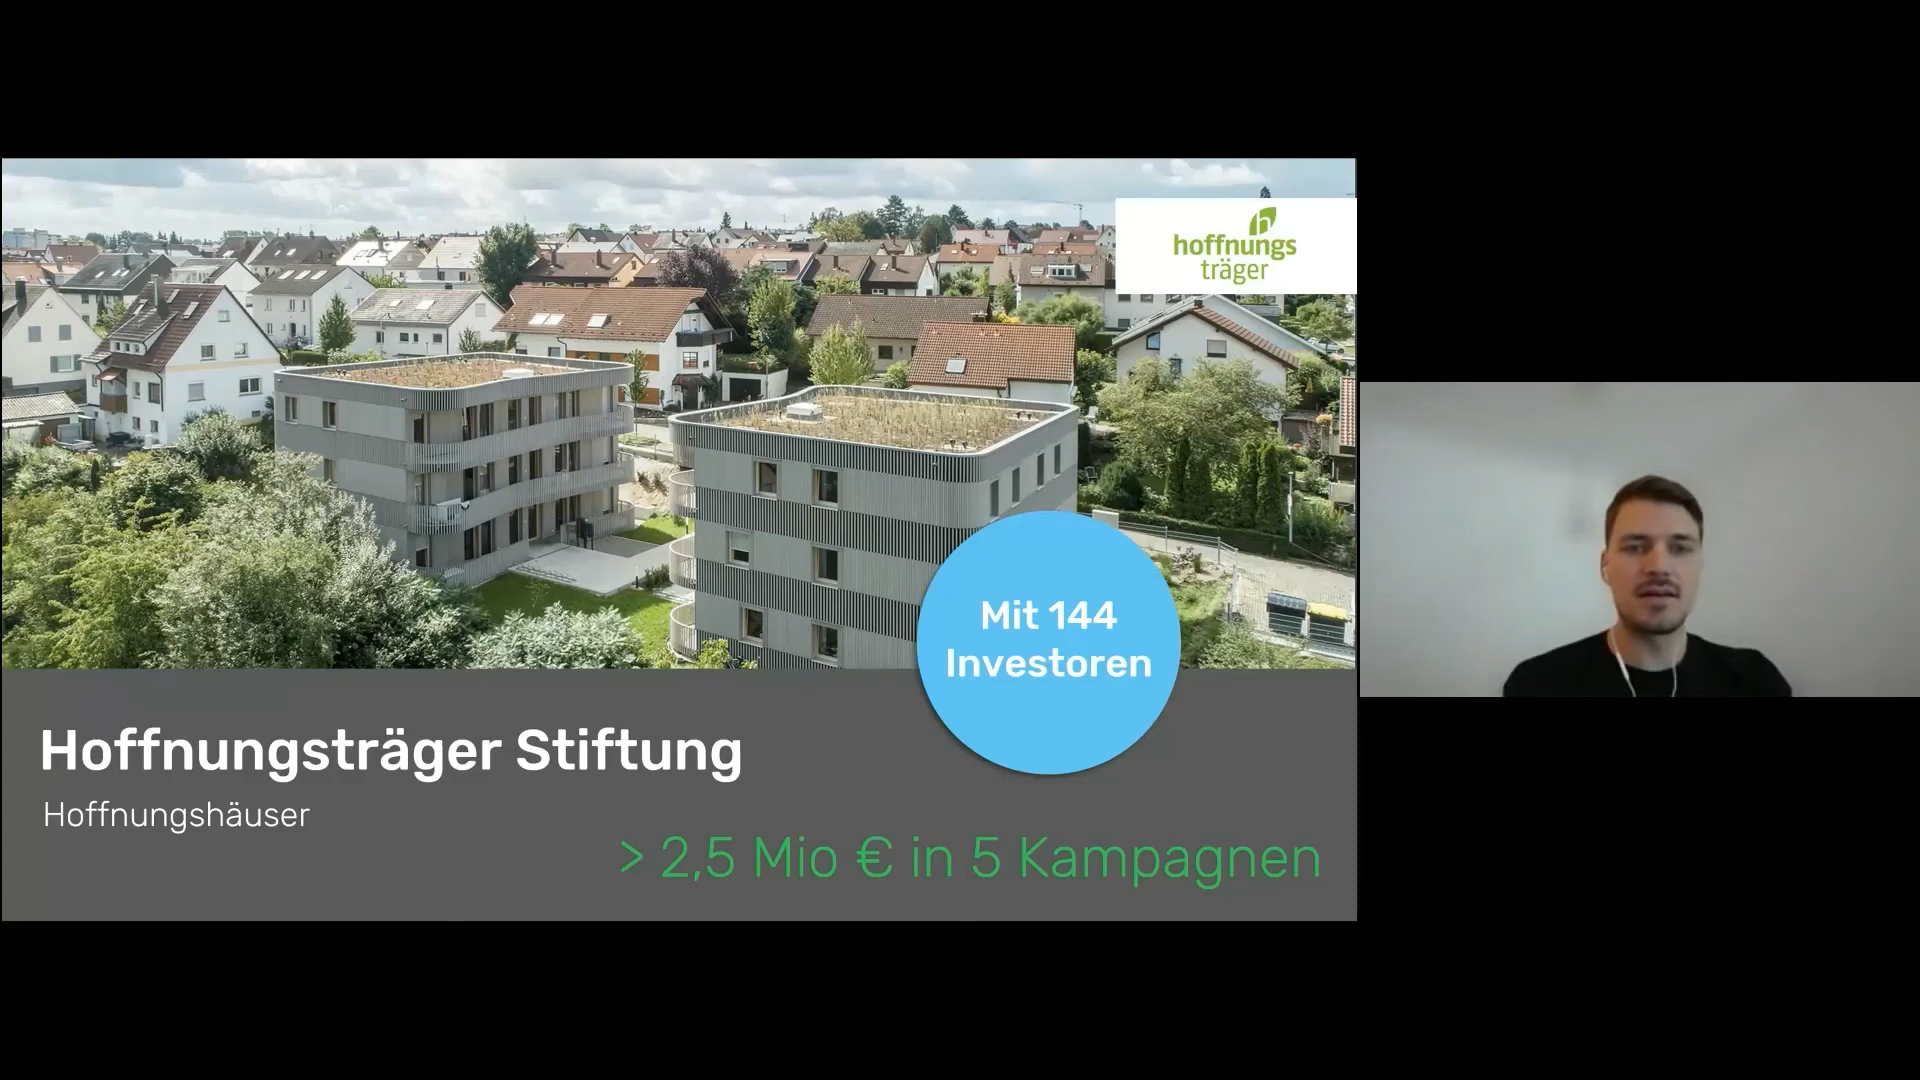 hoffnungs
träger
Mit 144
Investoren
Hoffnungsträger Stiftung
Hoffnungshäuser
> 2,5 Mio € in 5 Kampagnen